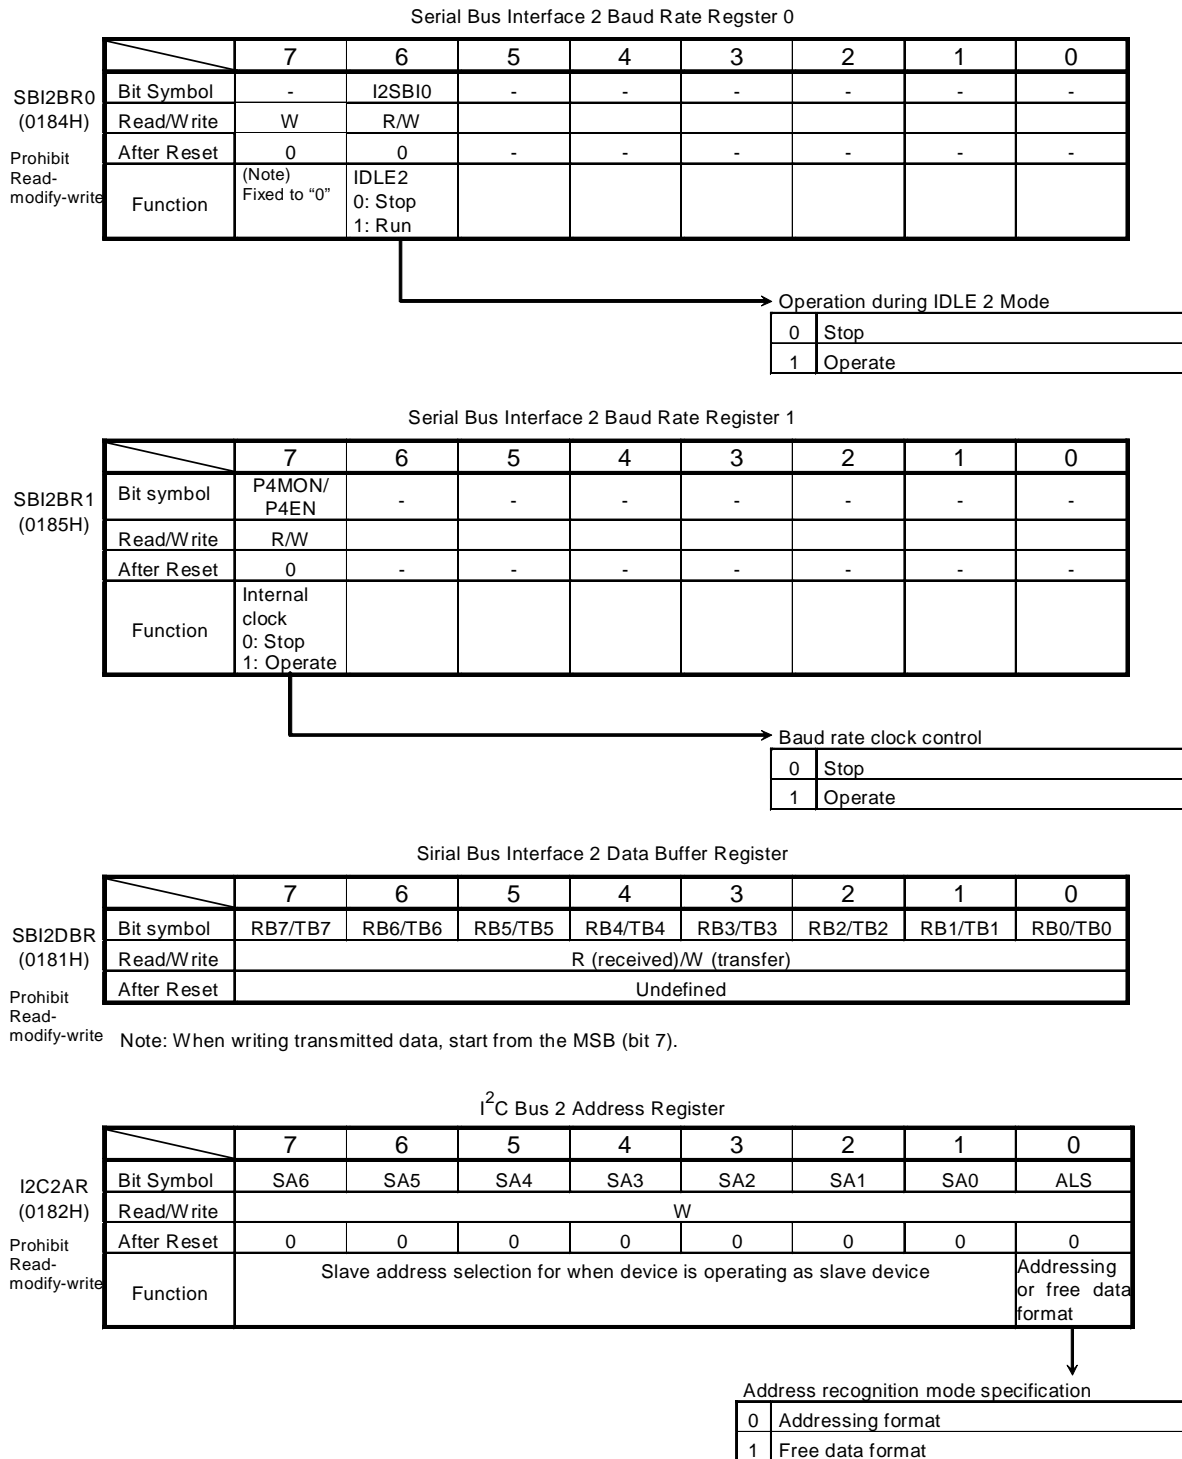 Serial Bus Interface 2 Baud Rate Regster 0
7 6 5 4 3 2 1 0
SBI2BR0 (0184H)
Prohibit Read-modify-write
Bit Symbol - I2SBI0 - - - - - -
Read/Write W R/W
After Reset 0 0 - - - - - -
Function (Note) Fixed to “0” IDLE2 0: Stop 1: Run
Operation during IDLE 2 Mode
0 Stop
1 Operate
Serial Bus Interface 2 Baud Rate Register 1
7 6 5 4 3 2 1 0
SBI2BR1 (0185H)
Bit symbol P4MON/ P4EN - - - - - - -
Read/Write R/W
After Reset 0 - - - - - - -
Function Internal clock 0: Stop 1: Operate
Baud rate clock control
0 Stop
1 Operate
Sirial Bus Interface 2 Data Buffer Register
7 6 5 4 3 2 1 0
SBI2DBR (0181H)
Prohibit Read-modify-write
Bit symbol RB7/TB7 RB6/TB6 RB5/TB5 RB4/TB4 RB3/TB3 RB2/TB2 RB1/TB1 RB0/TB0
Read/Write R (received)/W (transfer)
After Reset Undefined
Note: When writing transmitted data, start from the MSB (bit 7).
I2C Bus 2 Address Register
7 6 5 4 3 2 1 0
I2C2AR (0182H)
Prohibit Read-modify-write
Bit Symbol SA6 SA5 SA4 SA3 SA2 SA1 SA0 ALS
Read/Write W
After Reset 0 0 0 0 0 0 0 0
Function Slave address selection for when device is operating as slave device Addressing or free data format
Address recognition mode specification
0 Addressing format
1 Free data format